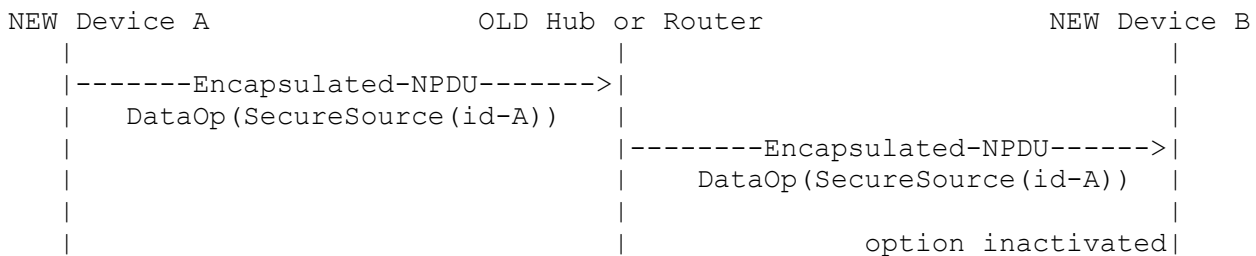 NEW Device A                OLD Hub or Router                 NEW Device B
   |                                |                                |
   |-------Encapsulated-NPDU------->|                                |
   |   DataOp(SecureSource(id-A))   |                                |
   |                                |--------Encapsulated-NPDU------>|
   |                                |    DataOp(SecureSource(id-A))  |
   |                                |                                |
   |                                |              option inactivated|